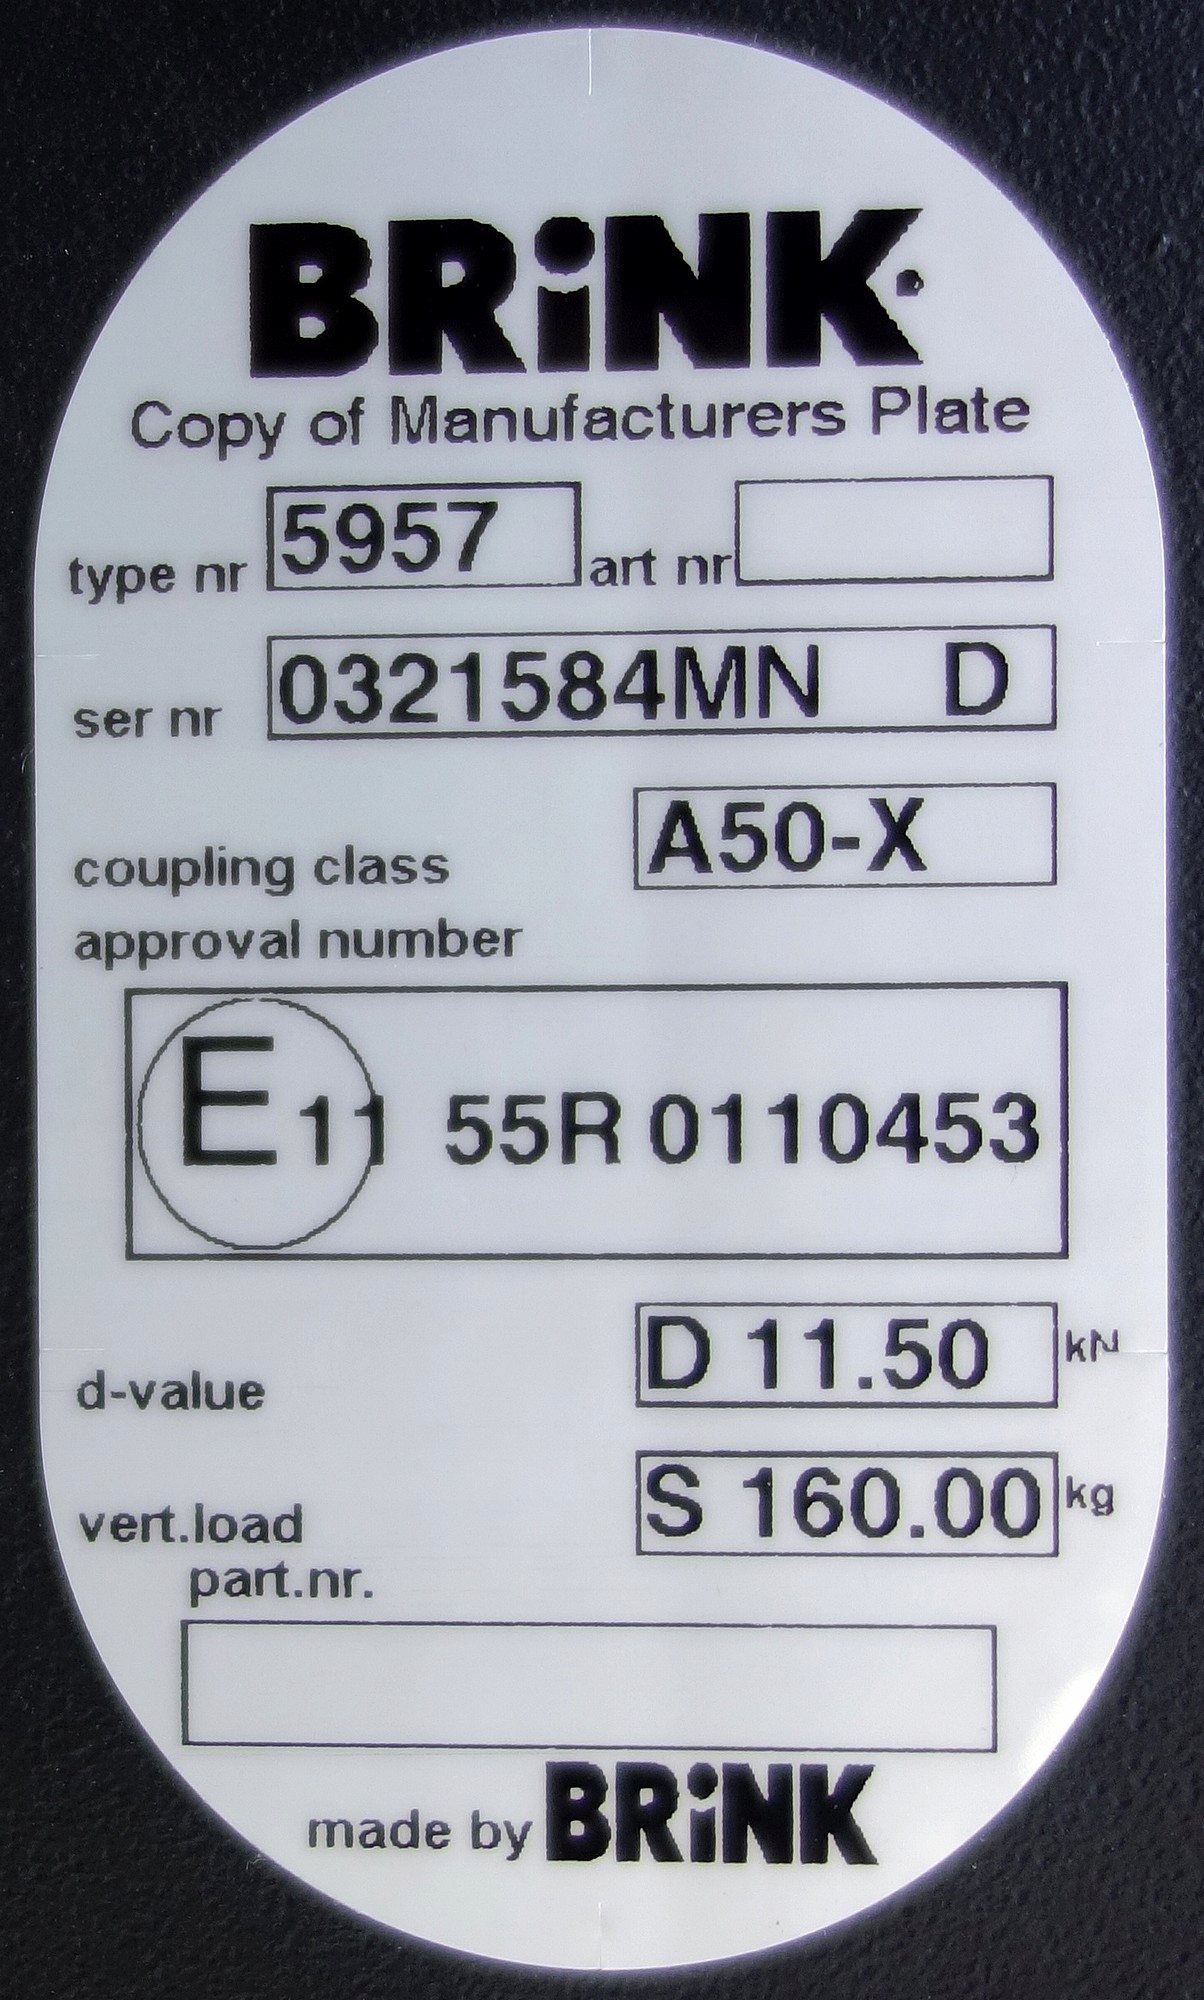 BRiNK
Copy of Manufacturers Plate
type nr 5957 art nr
ser nr 0321584MN D
coupling class A50-X
approval number
E11 55R 0110453
d-value D 11.50 kN
vert.load S 160.00 kg
part.nr.
made by BRiNK